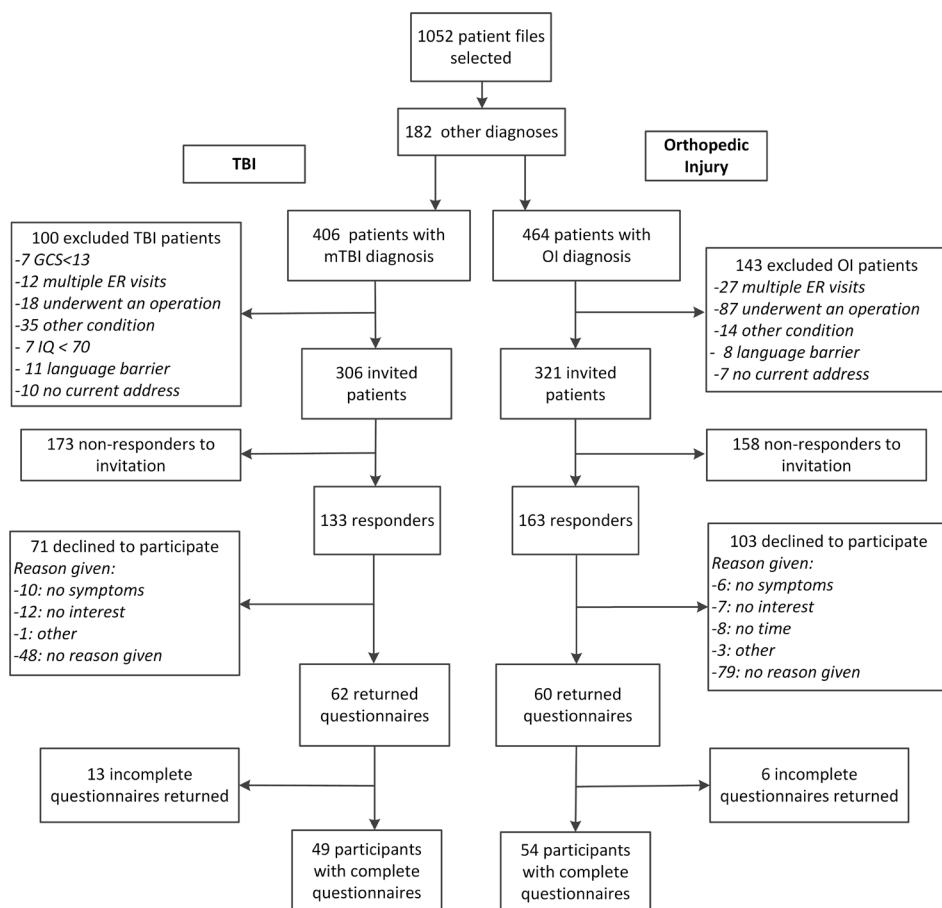 1052 patient files
selected
182 other diagnoses
TBI
Orthopedic
Injury
406 patients with
mTBI diagnosis
464 patients with
OI diagnosis
100 excluded TBI patients
-7 GCS<13
-12 multiple ER visits
-18 underwent an operation
-35 other condition
- 7 IQ < 70
- 11 language barrier
-10 no current address
143 excluded OI patients
-27 multiple ER visits
-87 underwent an operation
-14 other condition
- 8 language barrier
-7 no current address
306 invited
patients
321 invited
patients
173 non-responders to
invitation
158 non-responders to
invitation
133 responders
163 responders
71 declined to participate
Reason given:
-10: no symptoms
-12: no interest
-1: other
-48: no reason given
103 declined to participate
Reason given:
-6: no symptoms
-7: no interest
-8: no time
-3: other
-79: no reason given
62 returned
questionnaires
60 returned
questionnaires
13 incomplete
questionnaires returned
6 incomplete
questionnaires returned
49 participants
with complete
questionnaires
54 participants
with complete
questionnaires